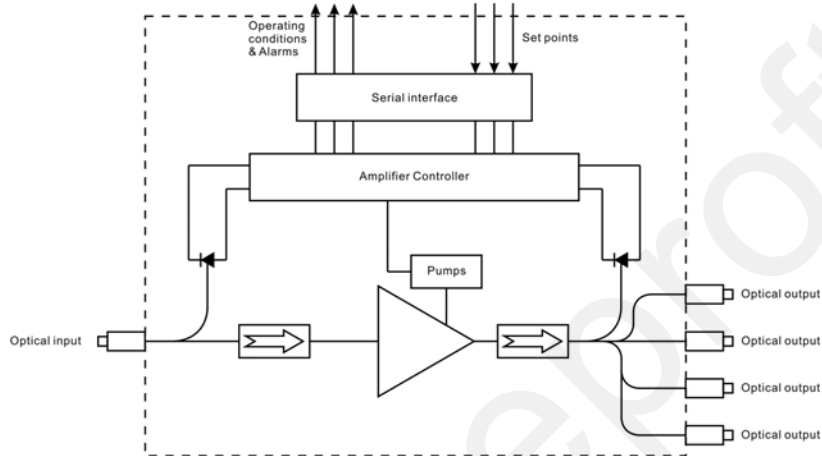 Operating
conditions
& Alarms
Set points
Serial interface
Amplifier Controller
Pumps
Optical input
Optical output
Optical output
Optical output
Optical output